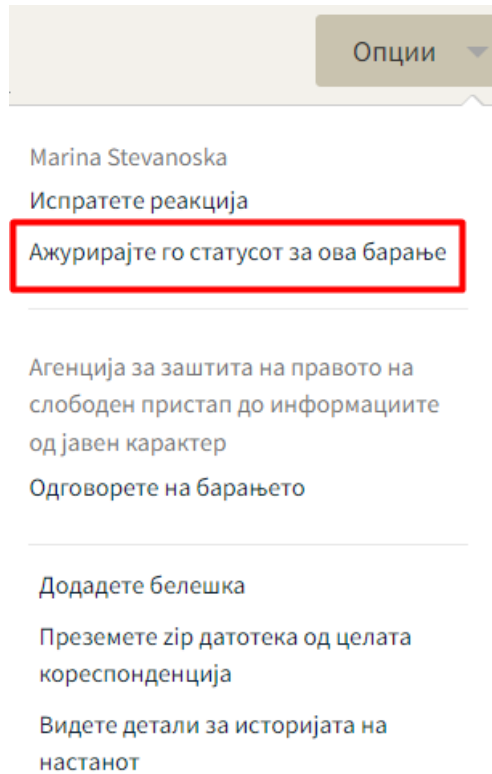 Опции
Marina Stevanoska
Испратете реакција
Ажурирајте го статусот за ова барање
Агенција за заштита на правото на
слободен пристап до информациите
од јавен карактер
Одговорете на барањето
Додадете белешка
Преземете zip датотека од целата
кореспонденција
Видете детали за историјата на
настанот